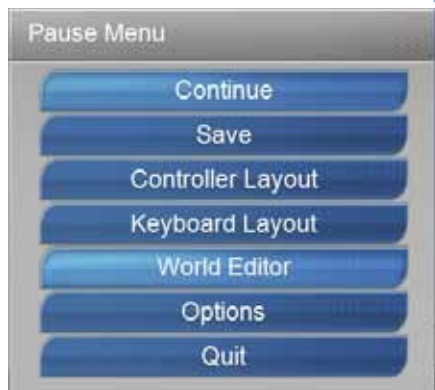 Pause Menu
Continue
Save
Controller Layout
Keyboard Layout
World Editor
Options
Quit